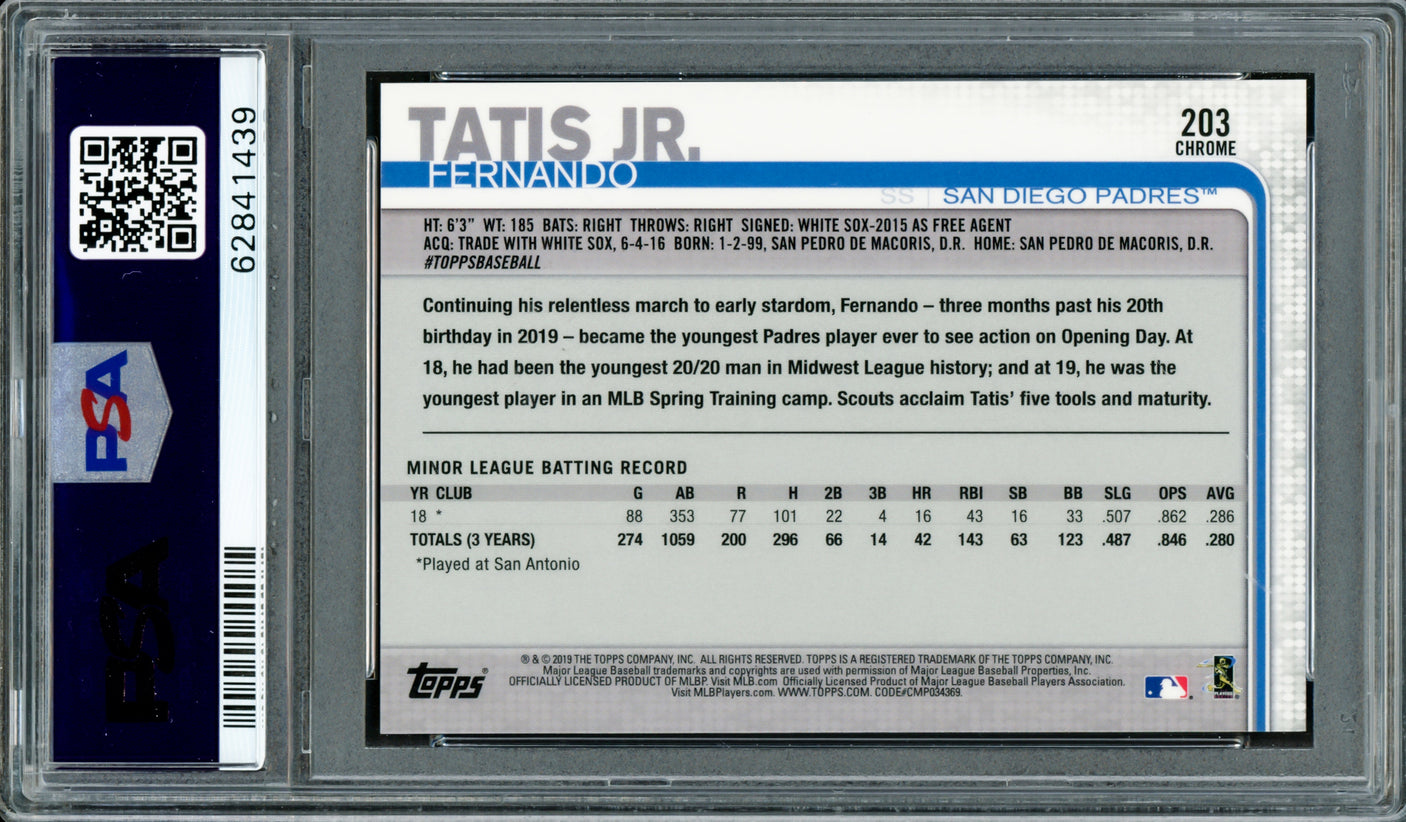 PSA
62841439
PSA
TATIS JR.
FERNANDO
203
CHROME
SS | SAN DIEGO PADRES™
HT: 6'3" WT: 185 BATS: RIGHT THROWS: RIGHT SIGNED: WHITE SOX-2015 AS FREE AGENT
ACQ: TRADE WITH WHITE SOX, 6-4-16 BORN: 1-2-99, SAN PEDRO DE MACORIS, D.R. HOME: SAN PEDRO DE MACORIS, D.R.
#TOPPSBASEBALL
Continuing his relentless march to early stardom, Fernando – three months past his 20th
birthday in 2019 – became the youngest Padres player ever to see action on Opening Day. At
18, he had been the youngest 20/20 man in Midwest League history; and at 19, he was the
youngest player in an MLB Spring Training camp. Scouts acclaim Tatis' five tools and maturity.
MINOR LEAGUE BATTING RECORD
YR CLUB G AB R H 2B 3B HR RBI SB BB SLG OPS AVG
18 * 88 353 77 101 22 4 16 43 16 33 .507 .862 .286
TOTALS (3 YEARS) 274 1059 200 296 66 14 42 143 63 123 .487 .846 .280
*Played at San Antonio
Topps®
® & © 2019 THE TOPPS COMPANY, INC. ALL RIGHTS RESERVED. TOPPS IS A REGISTERED TRADEMARK OF THE TOPPS COMPANY, INC.
Major League Baseball trademarks and copyrights are used with permission of Major League Baseball Properties, Inc.
OFFICIALLY LICENSED PRODUCT OF MLBP. Visit MLB.com Officially Licensed Product of Major League Baseball Players Association.
Visit MLBPlayers.com. WWW.TOPPS.COM. CODE#CMP034369.